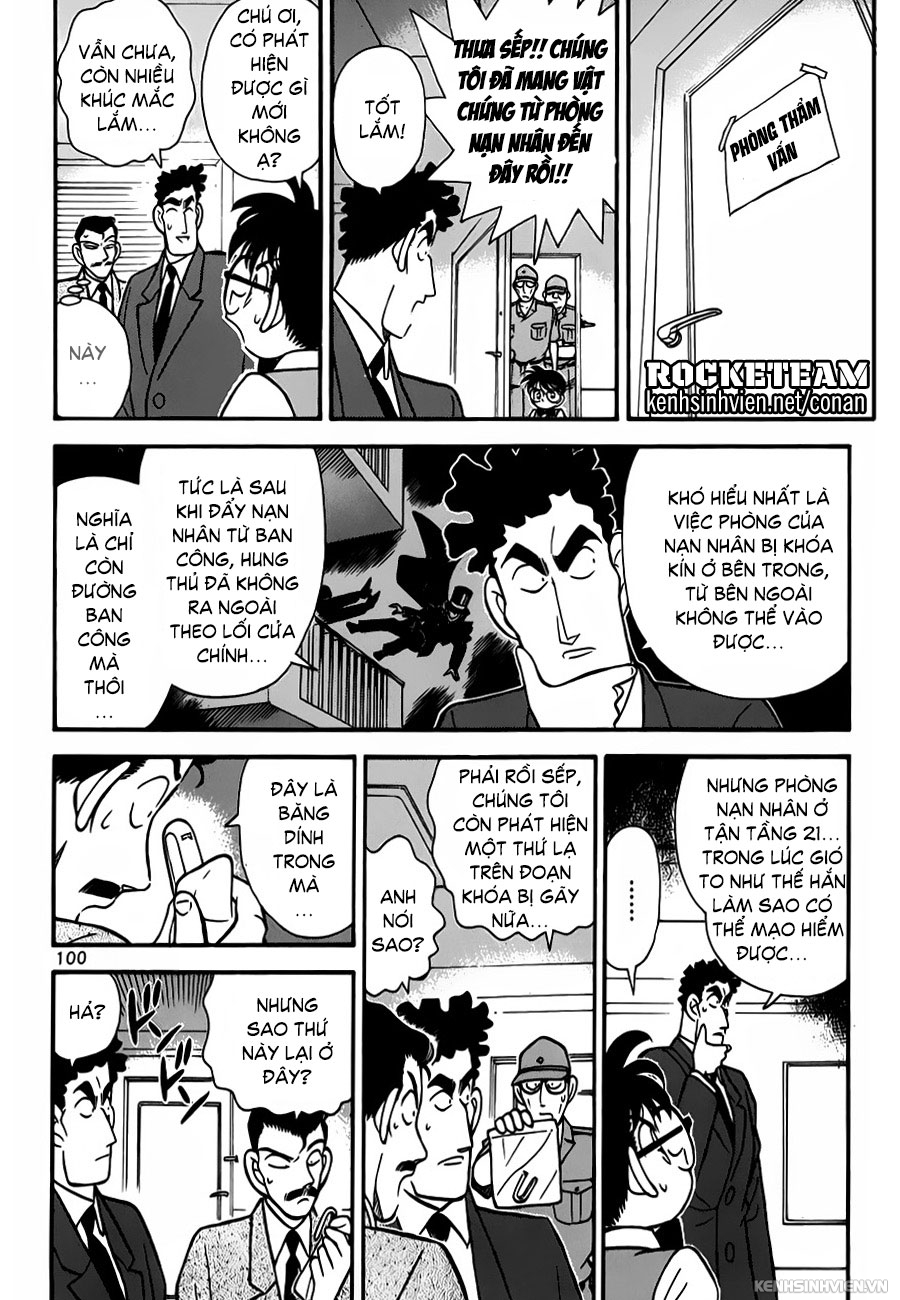 PHÒNG THẨM
VẤN
ROCKETEAM
kenhsinhvien.net/conan
THƯA SẾP!! CHÚNG
TÔI ĐÃ MANG VẬT
CHỨNG TỪ PHÒNG
NẠN NHÂN ĐẾN
ĐÂY RỒI!!
TỐT
LẮM!
CHÚ ƠI,
CÓ PHÁT
HIỆN
ĐƯỢC GÌ
MỚI
KHÔNG
Ạ?
VẪN CHƯA,
CÒN NHIỀU
KHÚC MẮC
LẮM...
NÀY
...
KHÓ HIỂU NHẤT LÀ
VIỆC PHÒNG CỦA
NẠN NHÂN BỊ KHÓA
KÍN Ở BÊN TRONG,
TỪ BÊN NGOÀI
KHÔNG THỂ VÀO
ĐƯỢC...
TỨC LÀ SAU
KHI ĐẨY NẠN
NHÂN TỪ BAN
CÔNG, HUNG
THỦ ĐÃ KHÔNG
RA NGOÀI
THEO LỐI CỬA
CHÍNH...
NGHĨA
LÀ CHỈ
CÒN
ĐƯỜNG
BAN
CÔNG
MÀ
THÔI
...
NHƯNG PHÒNG
NẠN NHÂN Ở
TẬN TẦNG 21...
TRONG LÚC GIÓ
TO NHƯ THẾ HẮN
LÀM SAO CÓ
THỂ MẠO HIỂM
ĐƯỢC...
......
PHẢI RỒI SẾP,
CHÚNG TÔI
CÒN PHÁT HIỆN
MỘT THỨ LẠ
TRÊN ĐOẠN
KHÓA BỊ GÃY
NỮA...
ANH
NÓI
SAO?
ĐÂY LÀ
BĂNG
DÍNH
TRONG
MÀ
...
100
NHƯNG
SAO THỨ
NÀY LẠI Ở
ĐÂY?
HẢ?
KENHSINHVIEN.VN